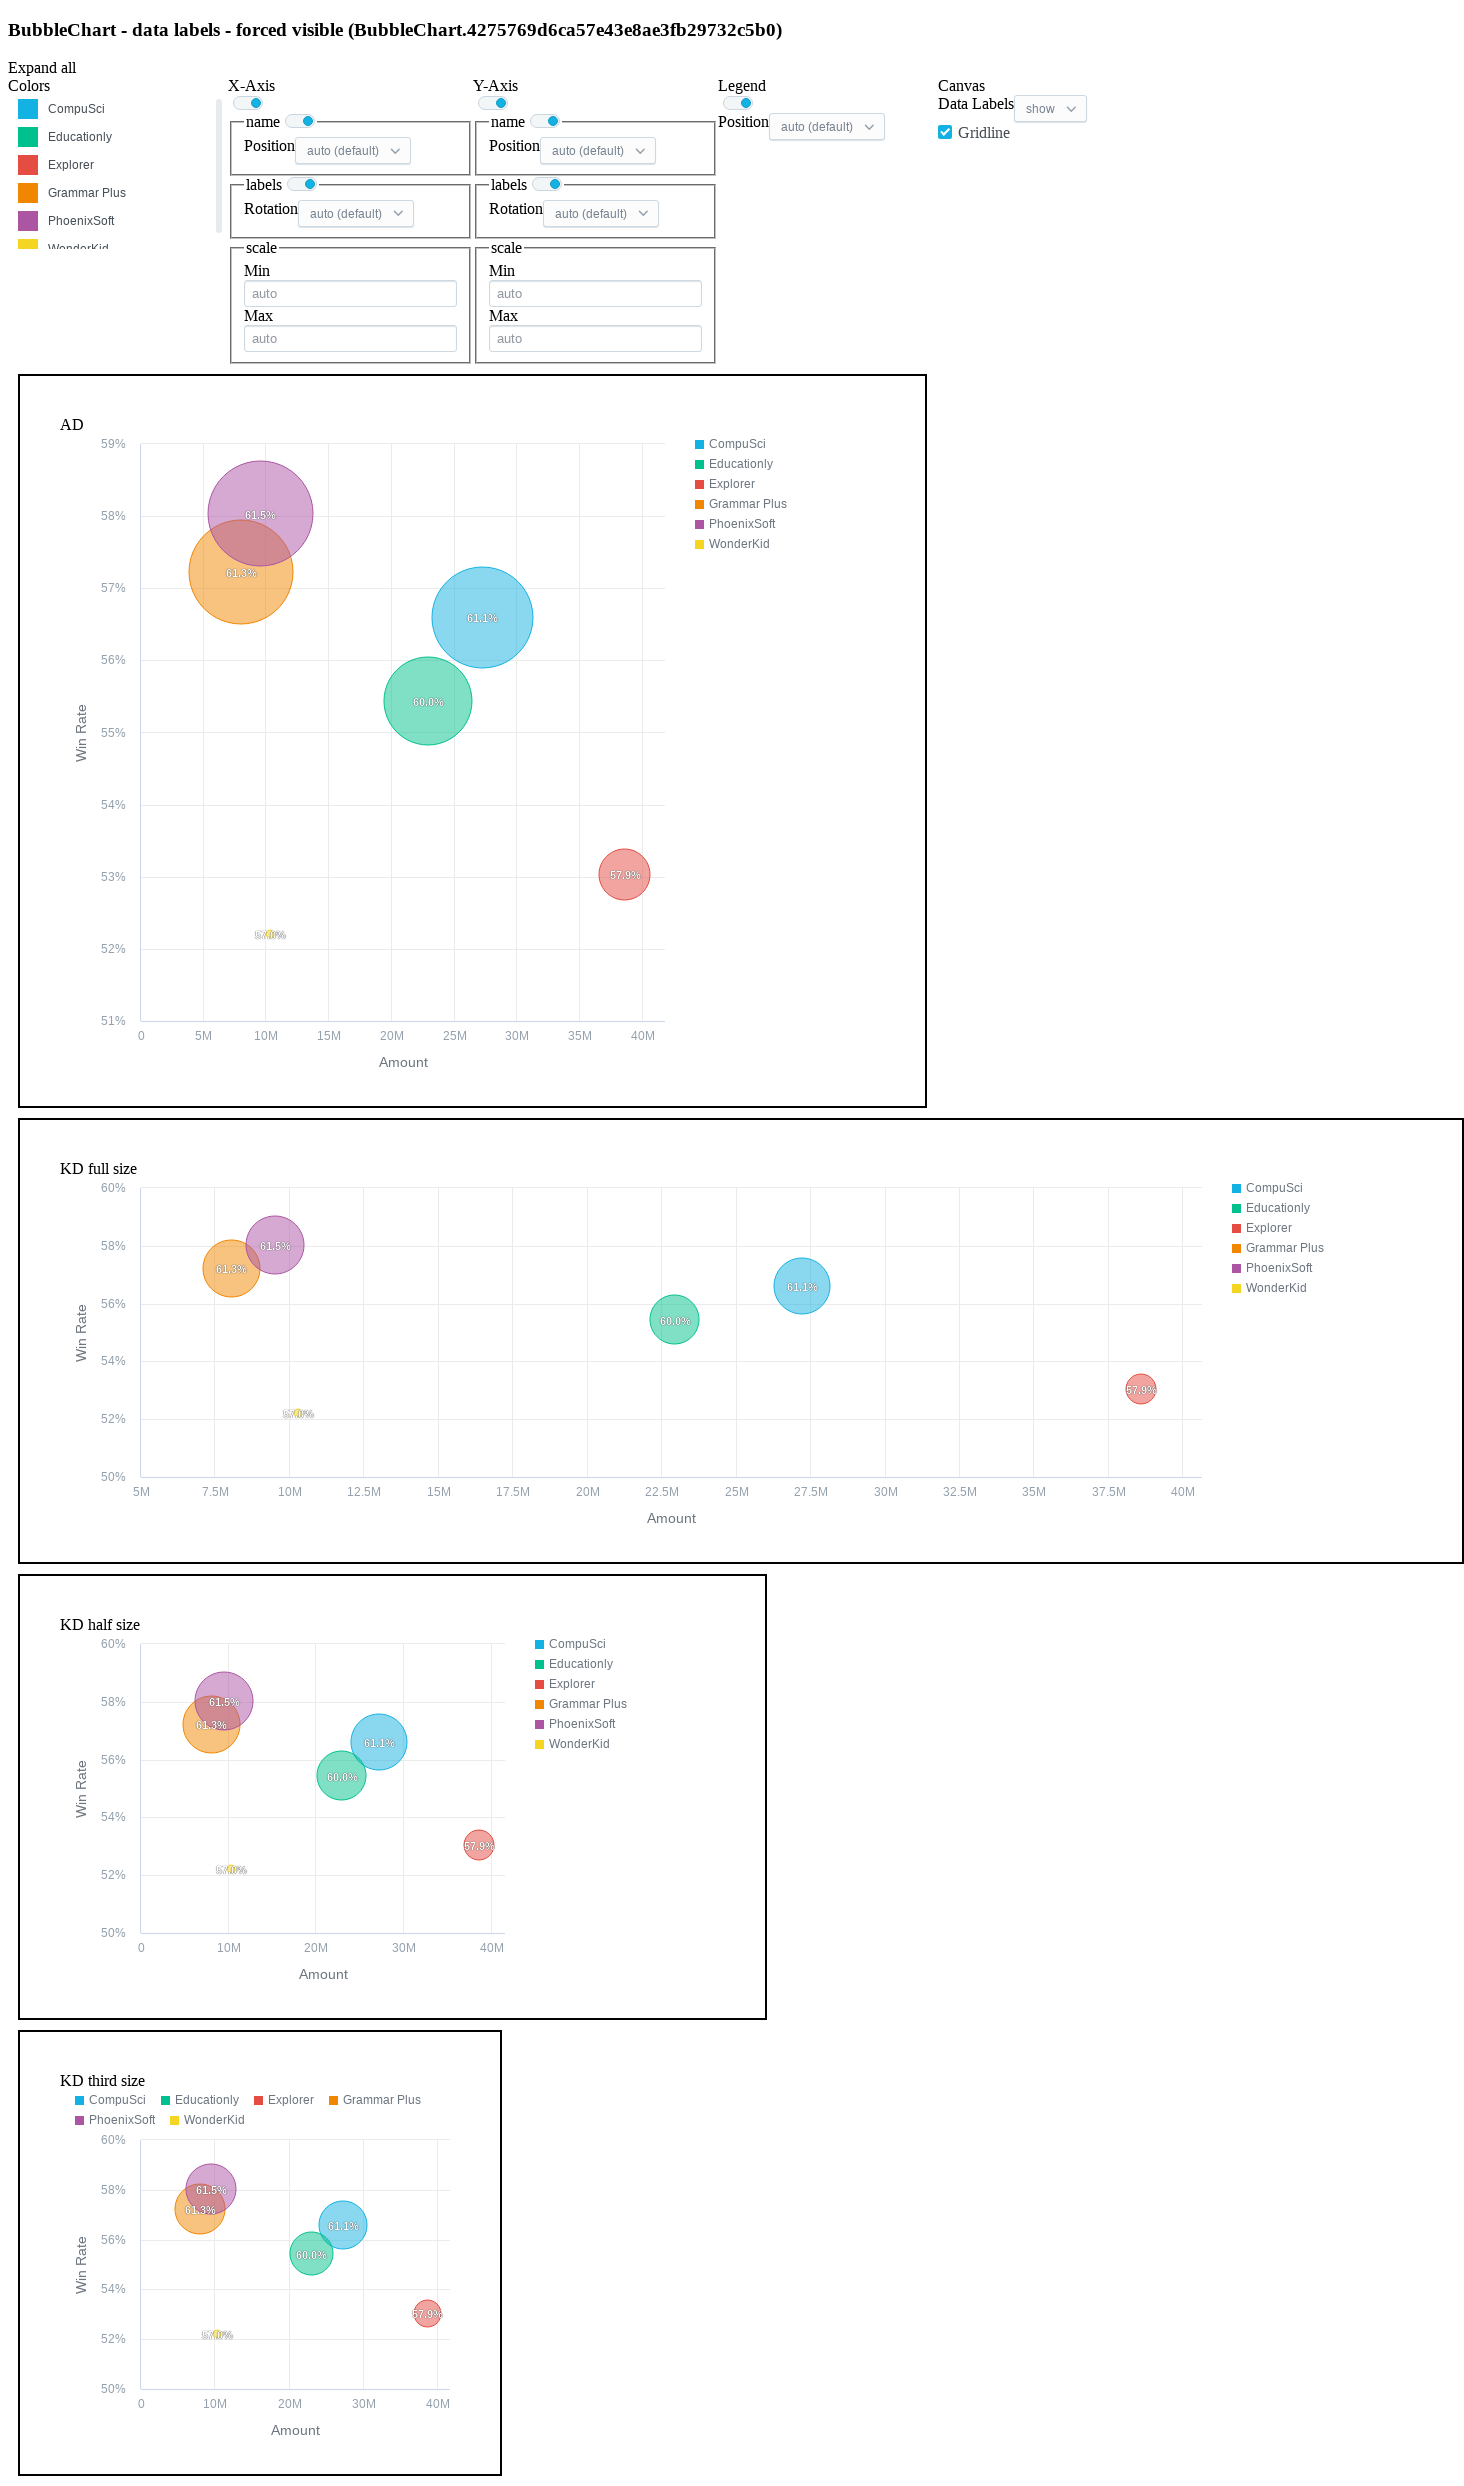 BubbleChart - data labels - forced visible (BubbleChart.4275769d6ca57e43e8ae3fb29732c5b0)
Expand all
Colors
CompuSci
Educationly
Explorer
Grammar Plus
PhoenixSoft
WonderKid
X-Axis
name
Position auto (default)
labels
Rotation auto (default)
scale
Min
auto
Max
auto
Y-Axis
name
Position auto (default)
labels
Rotation auto (default)
scale
Min
auto
Max
auto
Legend
Position auto (default)
Canvas
Data Labels show
Gridline
AD
59%
58%
57%
56%
55%
54%
53%
52%
51%
Win Rate
61.5%
61.3%
61.1%
60.0%
57.9%
57.0%
0 5M 10M 15M 20M 25M 30M 35M 40M
Amount
CompuSci
Educationly
Explorer
Grammar Plus
PhoenixSoft
WonderKid
KD full size
60%
58%
56%
54%
52%
50%
Win Rate
61.5%
61.3%
61.1%
60.0%
57.9%
57.0%
5M 7.5M 10M 12.5M 15M 17.5M 20M 22.5M 25M 27.5M 30M 32.5M 35M 37.5M 40M
Amount
CompuSci
Educationly
Explorer
Grammar Plus
PhoenixSoft
WonderKid
KD half size
60%
58%
56%
54%
52%
50%
Win Rate
61.5%
61.3%
61.1%
60.0%
57.9%
57.0%
0 10M 20M 30M 40M
Amount
CompuSci
Educationly
Explorer
Grammar Plus
PhoenixSoft
WonderKid
KD third size
CompuSci Educationly Explorer Grammar Plus
PhoenixSoft WonderKid
60%
58%
56%
54%
52%
50%
Win Rate
61.5%
61.3%
61.1%
60.0%
57.9%
57.0%
0 10M 20M 30M 40M
Amount